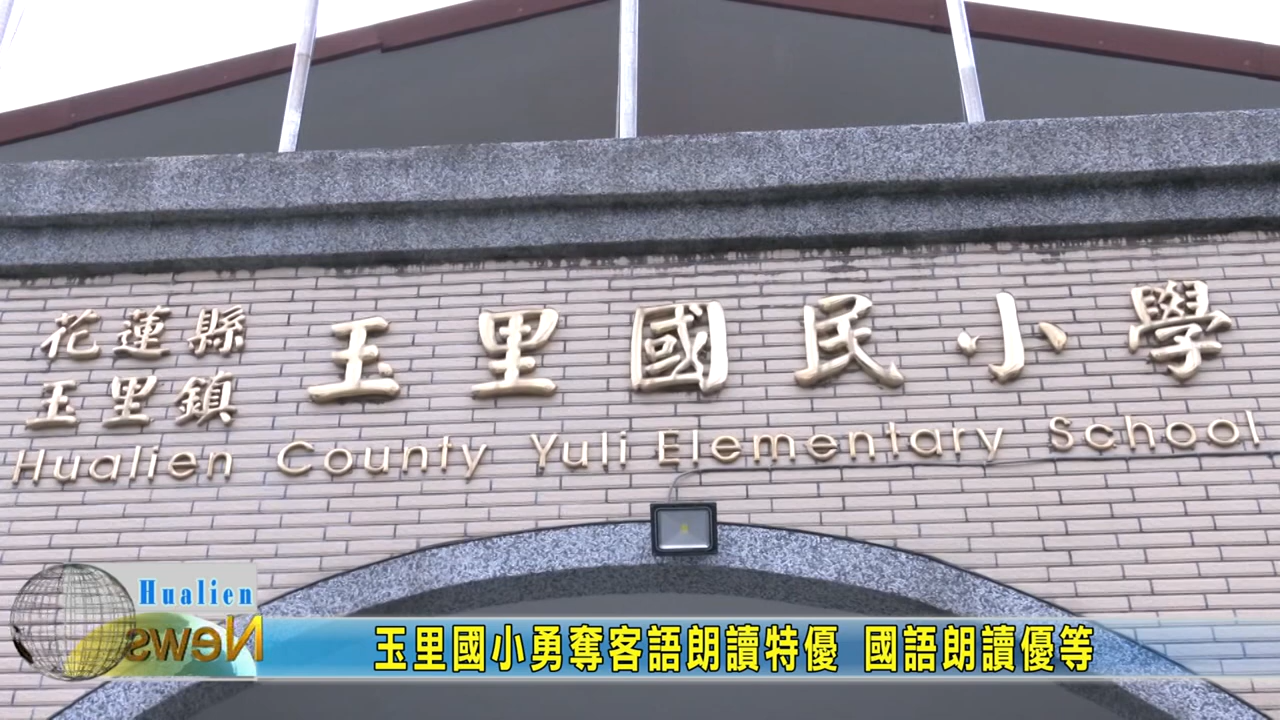 花蓮縣
玉里鎮
玉里國民小學
Hualien County Yuli Elementary School
Hualien
News
玉里國小勇奪客語朗讀特優 國語朗讀優等